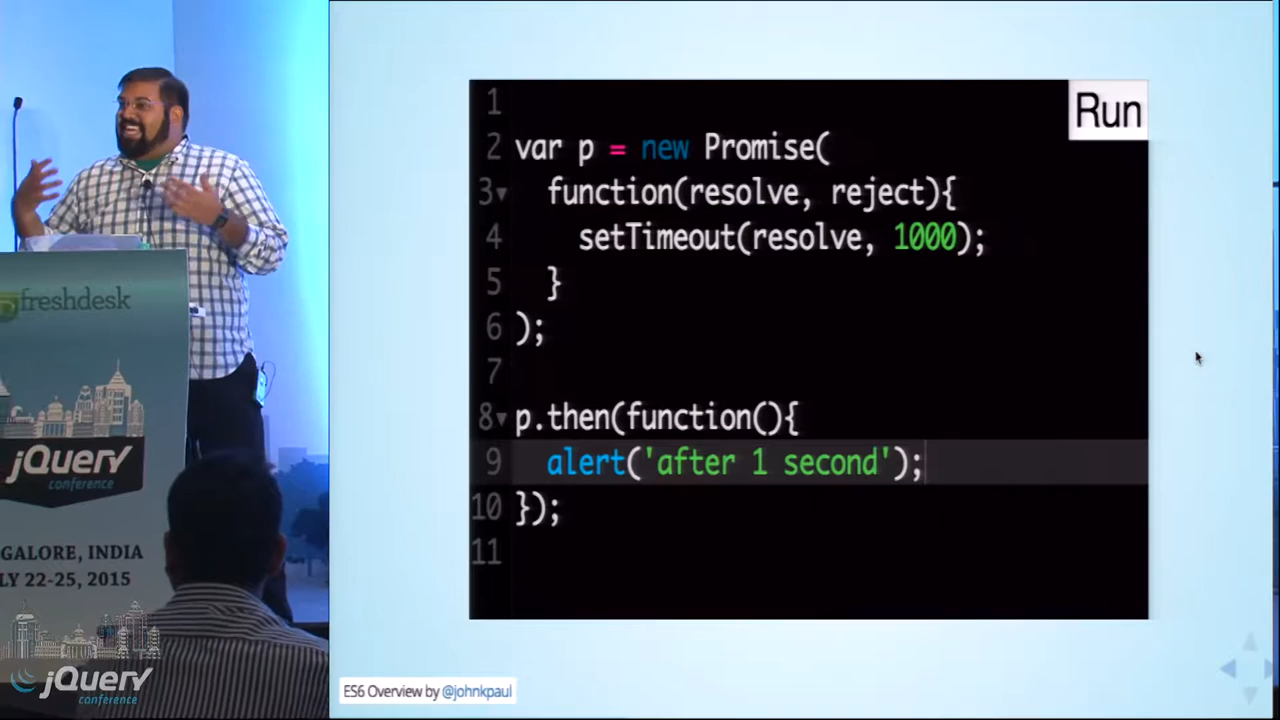 freshdesk
jQuery
conference
GALORE, INDIA
LY 22-25, 2015
jQuery
conference
Run
1
2 var p = new Promise(
3 function(resolve, reject){
4 setTimeout(resolve, 1000);
5 }
6 );
7
8 p.then(function(){
9 alert('after 1 second');
10 });
11
ES6 Overview by @johnkpaul